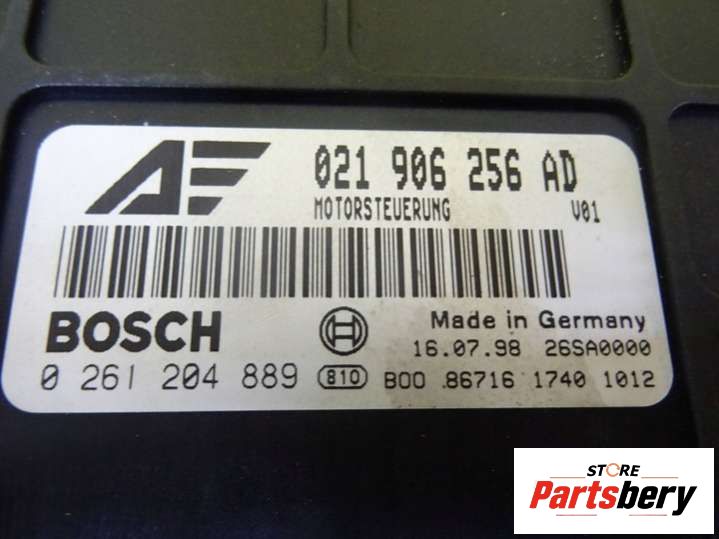 AE
021 906 256 AD
MOTORSTEUERUNG V01
BOSCH
Made in Germany
16.07.98 26SA0000
0 261 204 889 810 B00 86716 1740 1012
STORE
Partsbery